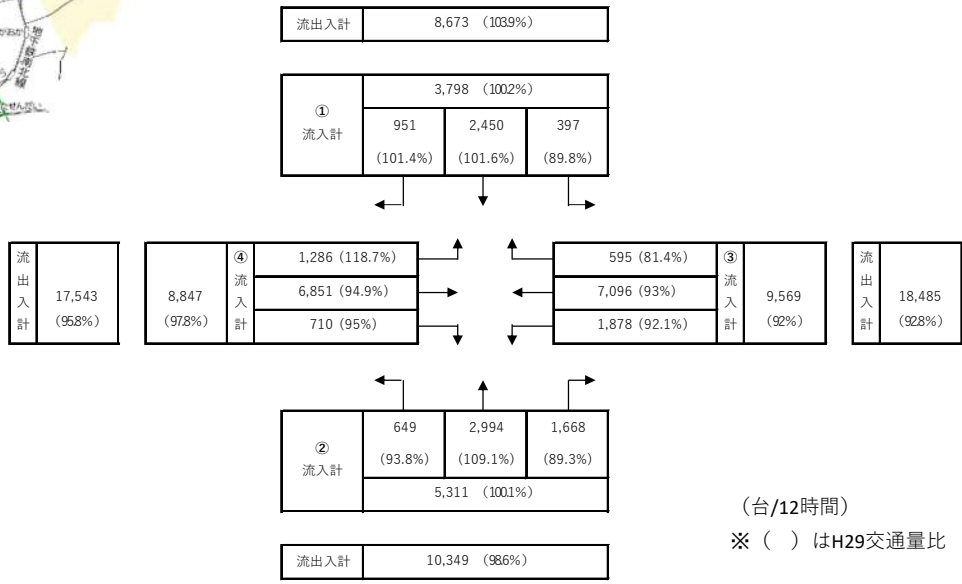 流出入計 8,673 (103.9%)
① 流入計
3,798 (100.2%)
951 2,450 397
(101.4%) (101.6%) (89.8%)
流出入計 17,543 (95.8%)
8,847 (97.8%)
④ 流入計
1,286 (118.7%)
6,851 (94.9%)
710 (95%)
595 (81.4%)
7,096 (93%)
1,878 (92.1%)
③ 流入計
9,569 (92%)
流出入計 18,485 (92.8%)
② 流入計
649 2,994 1,668
(93.8%) (109.1%) (89.3%)
5,311 (100.1%)
流出入計 10,349 (98.6%)
(台/12時間)
※( )はH29交通量比